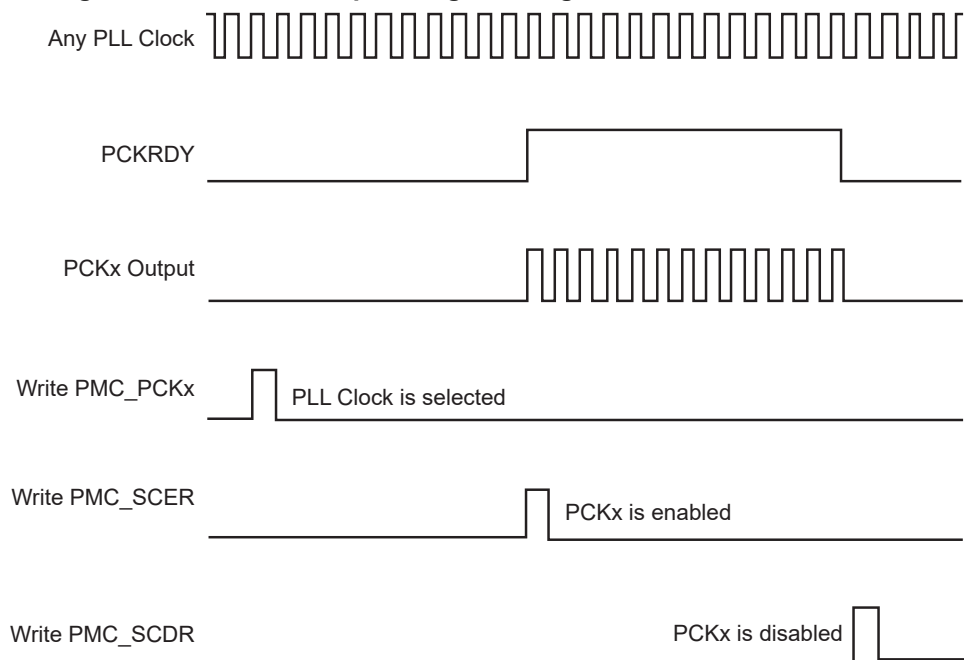 Any PLL Clock
PCKRDY
PCKx Output
Write PMC_PCKx
PLL Clock is selected
Write PMC_SCER
PCKx is enabled
Write PMC_SCDR
PCKx is disabled